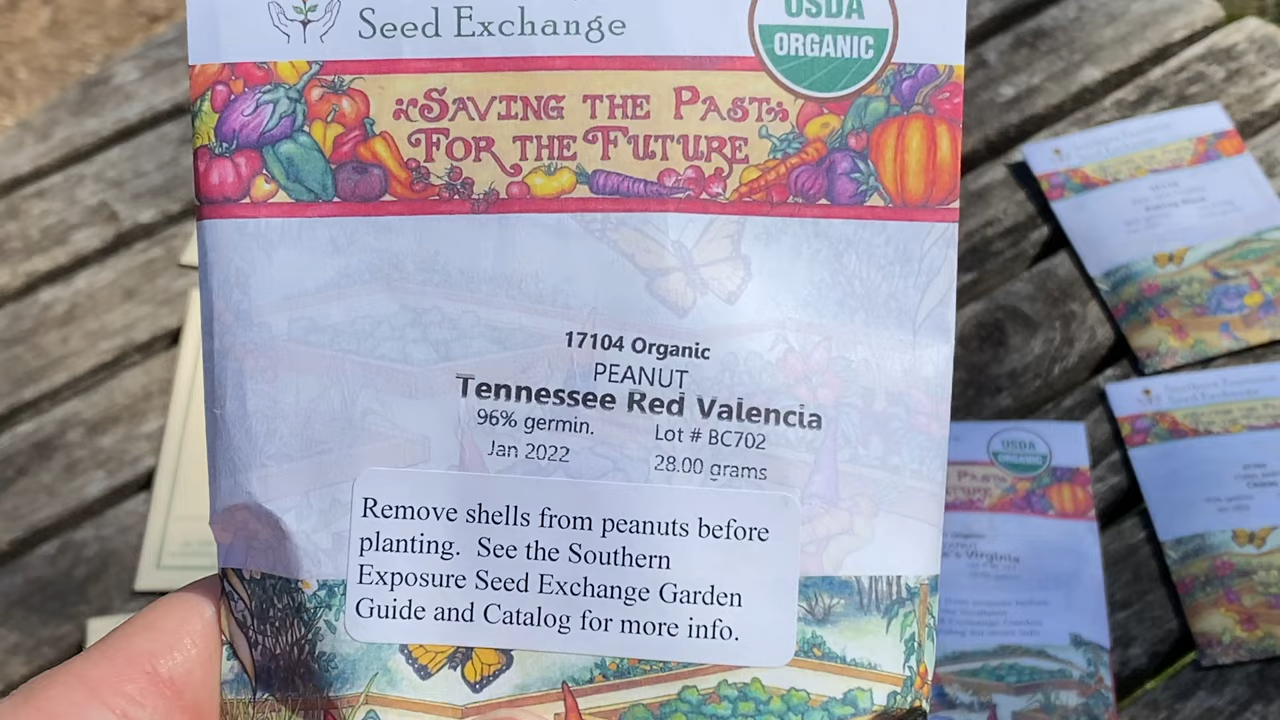 Seed Exchange
USDA
ORGANIC
SAVING THE PAST
FOR THE FUTURE
17104 Organic
PEANUT
Tennessee Red Valencia
96% germin. Lot # BC702
Jan 2022 28.00 grams
Remove shells from peanuts before
planting. See the Southern
Exposure Seed Exchange Garden
Guide and Catalog for more info.
USDA
ORGANIC
Seed Exchange